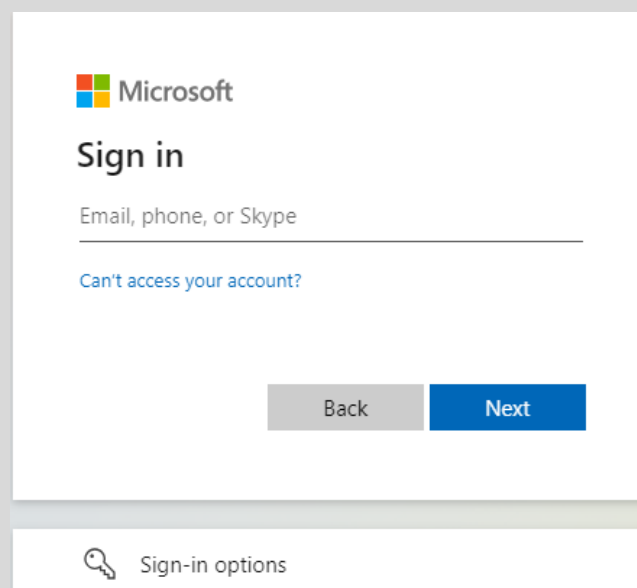 Microsoft
Sign in
Email, phone, or Skype
Can't access your account?
Back Next
Sign-in options